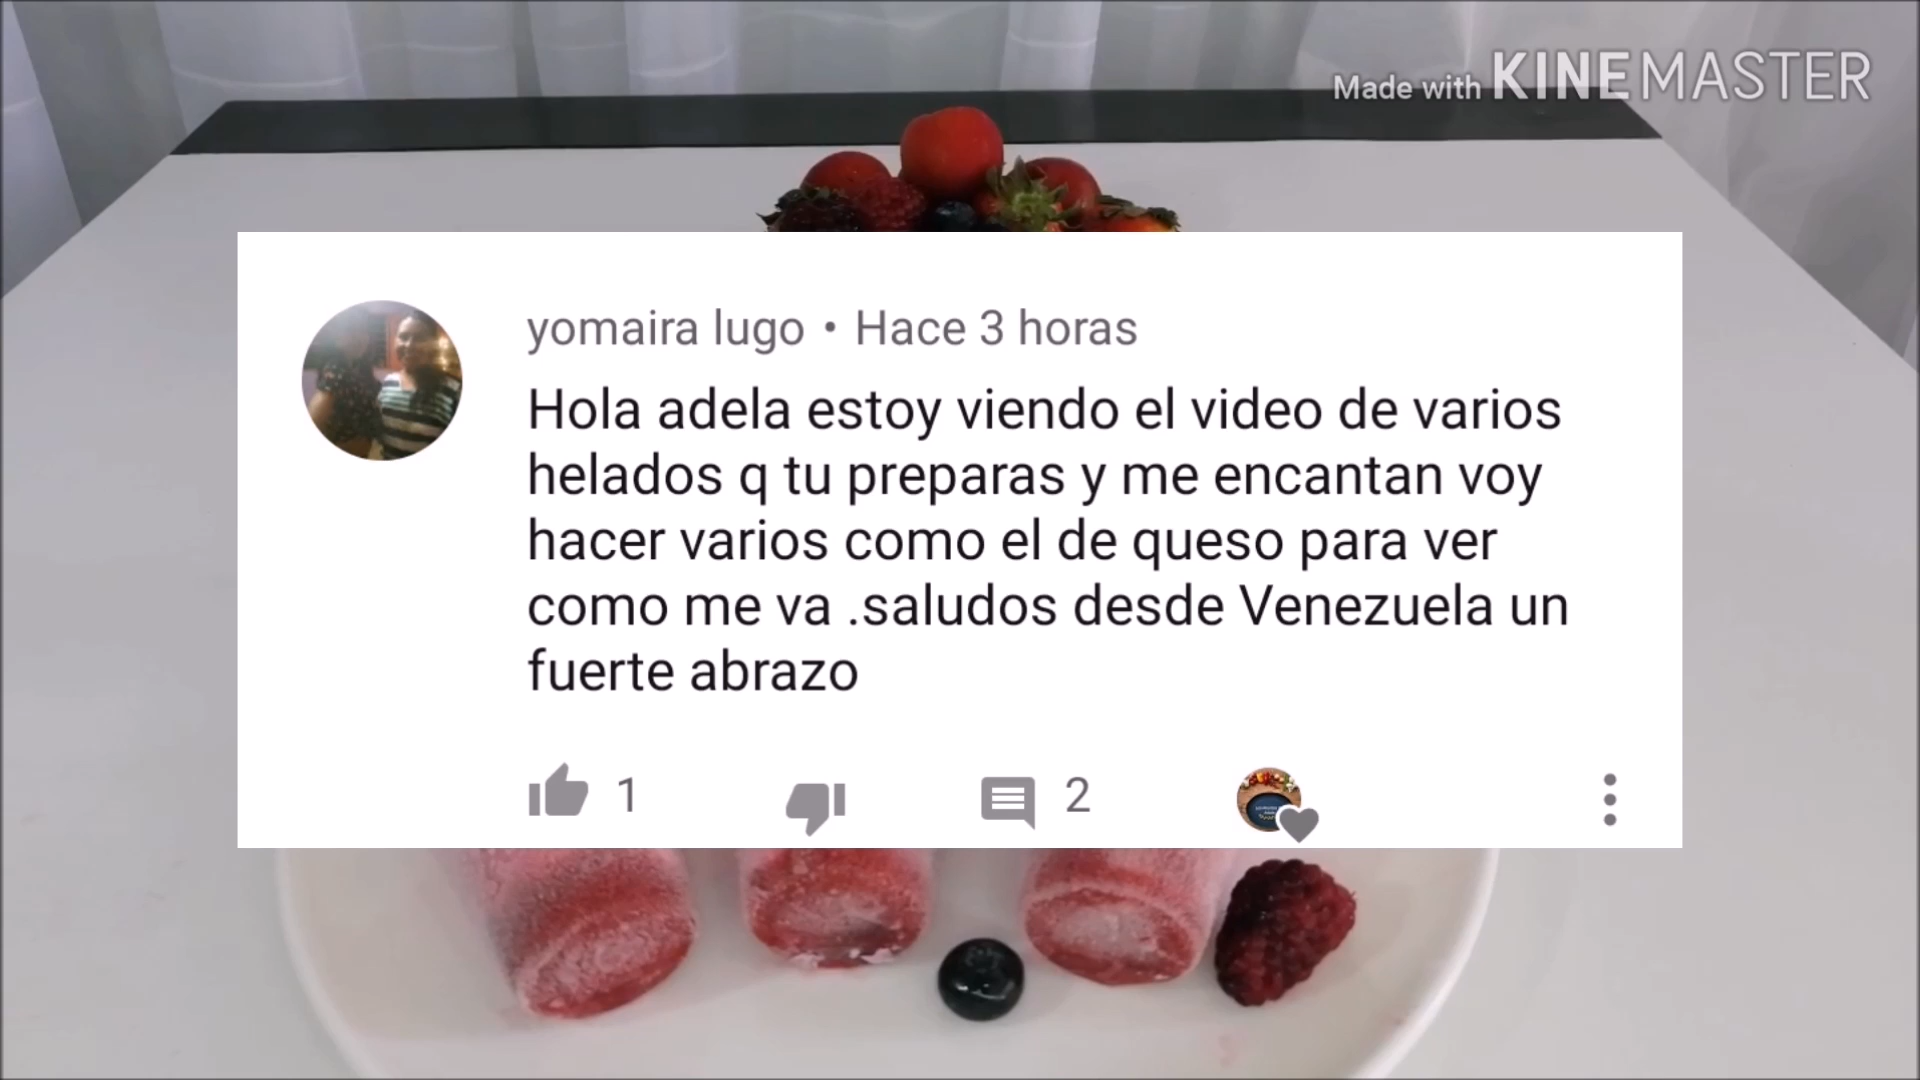 Made with KINEMASTER
yomaira lugo • Hace 3 horas
Hola adela estoy viendo el video de varios
helados q tu preparas y me encantan voy
hacer varios como el de queso para ver
como me va .saludos desde Venezuela un
fuerte abrazo
1
2